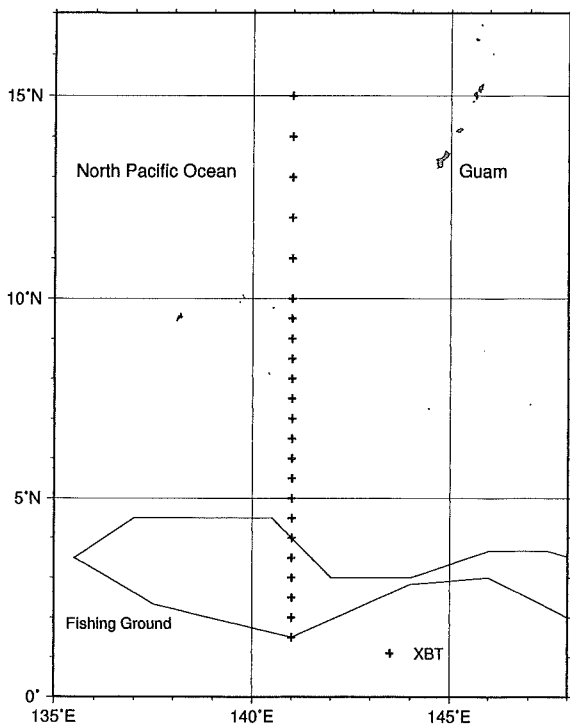 15°N
North Pacific Ocean
Guam
10°N
5°N
Fishing Ground
XBT
0°
135°E
140°E
145°E